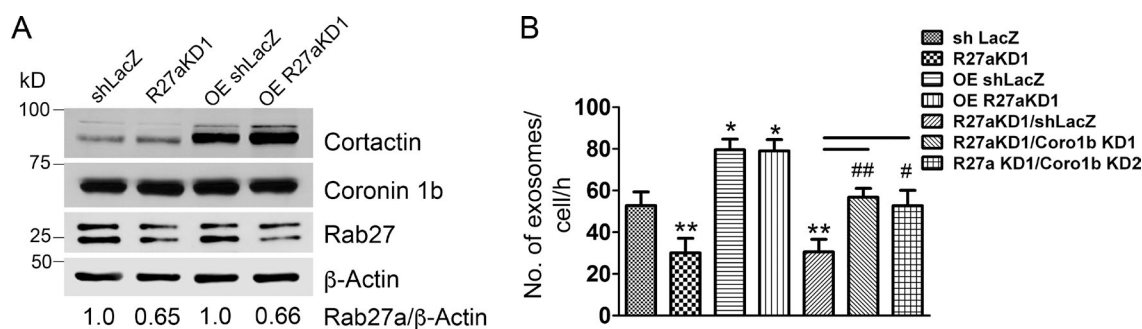 A
kD
shLacZ
R27aKD1
OE shLacZ
OE R27aKD1
100
75
25
50
Cortactin
Coronin 1b
Rab27
β-Actin
1.0 0.65 1.0 0.66 Rab27a/β-Actin
B
No. of exosomes/
cell/h
100
80
60
40
20
0
**
*
*
**
##
#
sh LacZ
R27aKD1
OE shLacZ
OE R27aKD1
R27aKD1/shLacZ
R27aKD1/Coro1b KD1
R27a KD1/Coro1b KD2